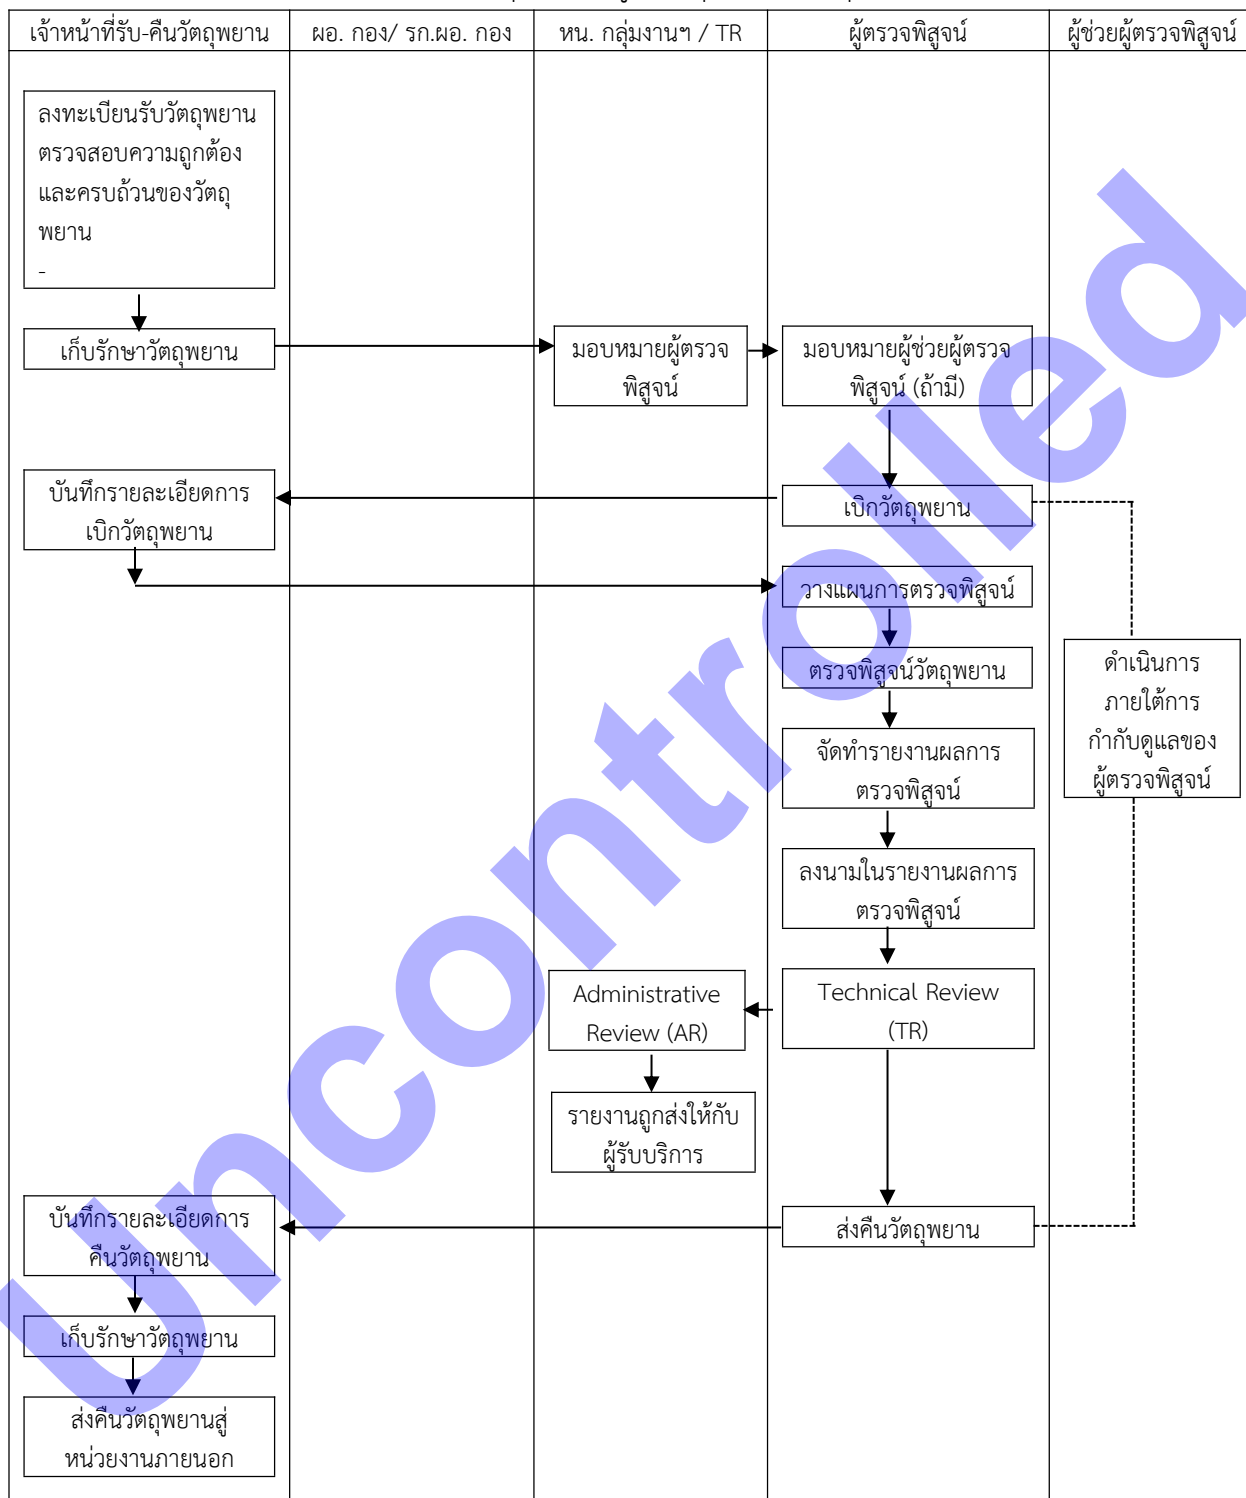 เจ้าหน้าที่รับ-คืนวัตถุพยาน
ผอ. กอง/ รก.ผอ. กอง
หน. กลุ่มงานฯ / TR
ผู้ตรวจพิสูจน์
ผู้ช่วยผู้ตรวจพิสูจน์
ลงทะเบียนรับวัตถุพยาน
ตรวจสอบความถูกต้อง
และครบถ้วนของวัตถุ
พยาน
-
เก็บรักษาวัตถุพยาน
มอบหมายผู้ตรวจ
พิสูจน์
มอบหมายผู้ช่วยผู้ตรวจ
พิสูจน์ (ถ้ามี)
บันทึกรายละเอียดการ
เบิกวัตถุพยาน
เบิกวัตถุพยาน
วางแผนการตรวจพิสูจน์
ตรวจพิสูจน์วัตถุพยาน
ดำเนินการ
ภายใต้การ
กำกับดูแลของ
ผู้ตรวจพิสูจน์
จัดทำรายงานผลการ
ตรวจพิสูจน์
ลงนามในรายงานผลการ
ตรวจพิสูจน์
Administrative
Review (AR)
Technical Review
(TR)
รายงานถูกส่งให้กับ
ผู้รับบริการ
บันทึกรายละเอียดการ
คืนวัตถุพยาน
ส่งคืนวัตถุพยาน
เก็บรักษาวัตถุพยาน
ส่งคืนวัตถุพยานสู่
หน่วยงานภายนอก
Uncontrolled